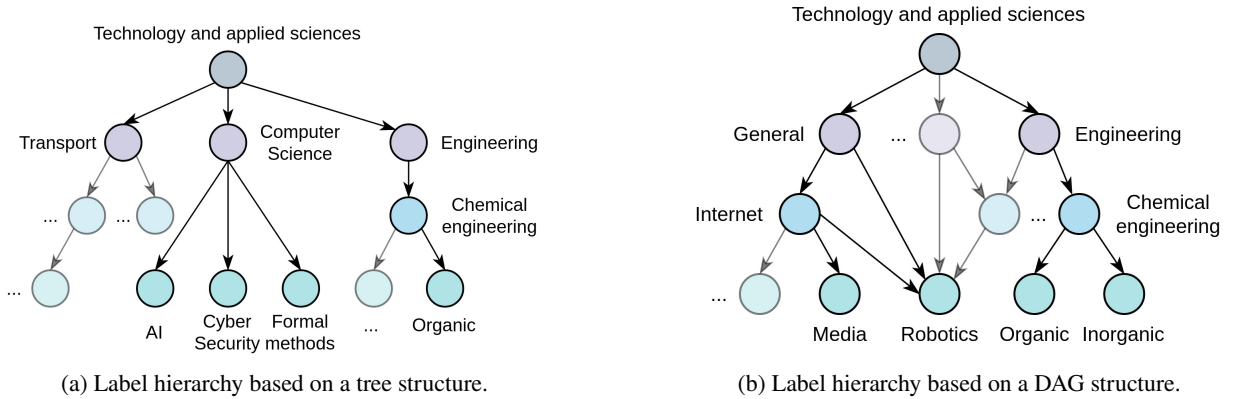 Technology and applied sciences
Transport
Computer
Science
Engineering
... ...
Chemical
engineering
...
AI
Cyber
Security
Formal
methods
...
Organic
(a) Label hierarchy based on a tree structure.
Technology and applied sciences
General
...
Engineering
Internet
...
Chemical
engineering
...
Media
Robotics
Organic
Inorganic
(b) Label hierarchy based on a DAG structure.